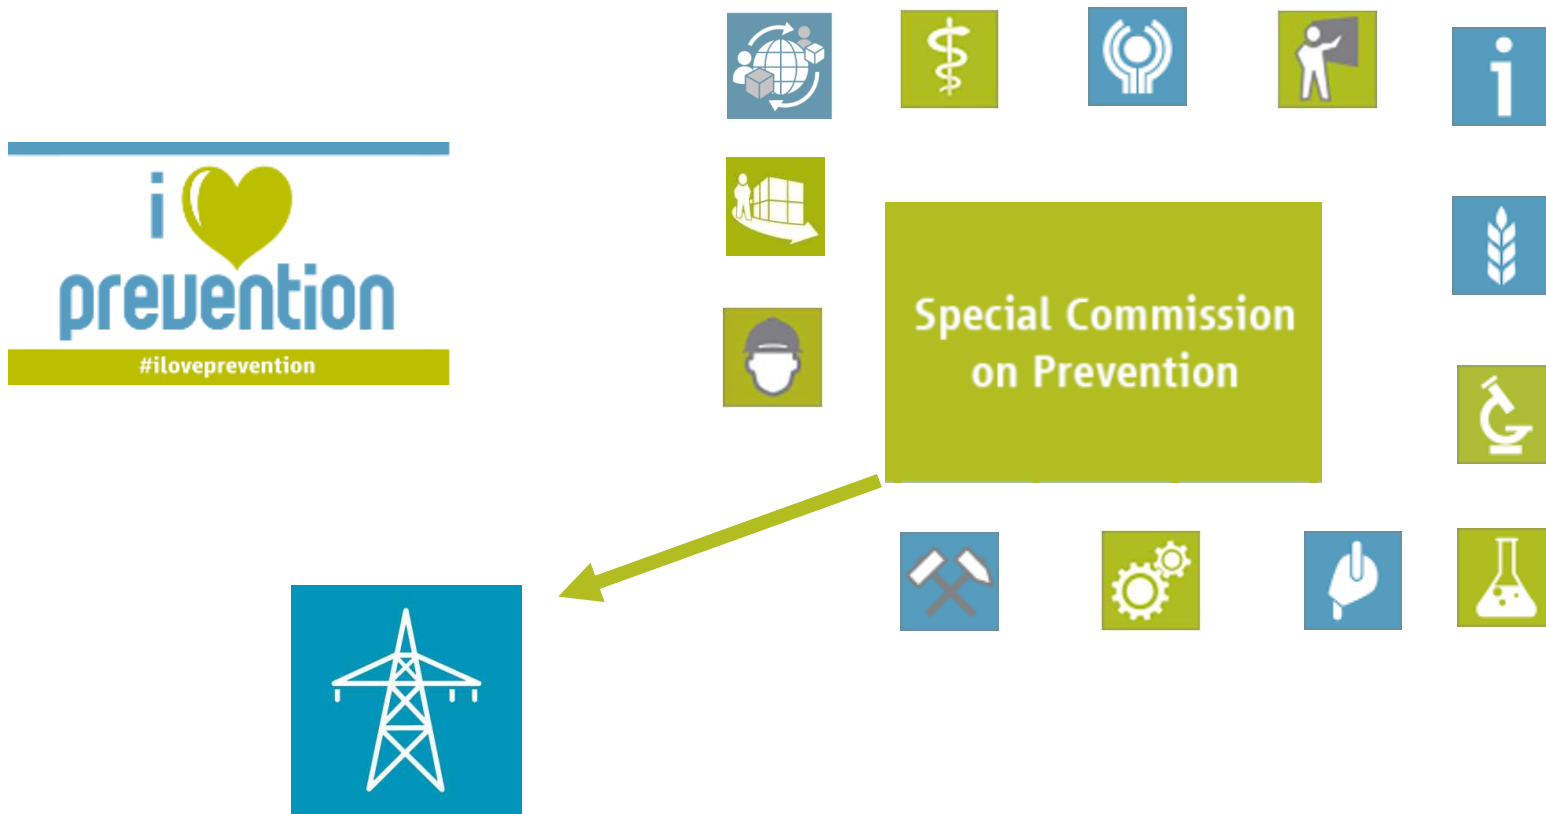 i
prevention
#iloveprevention
Special Commission
on Prevention
i